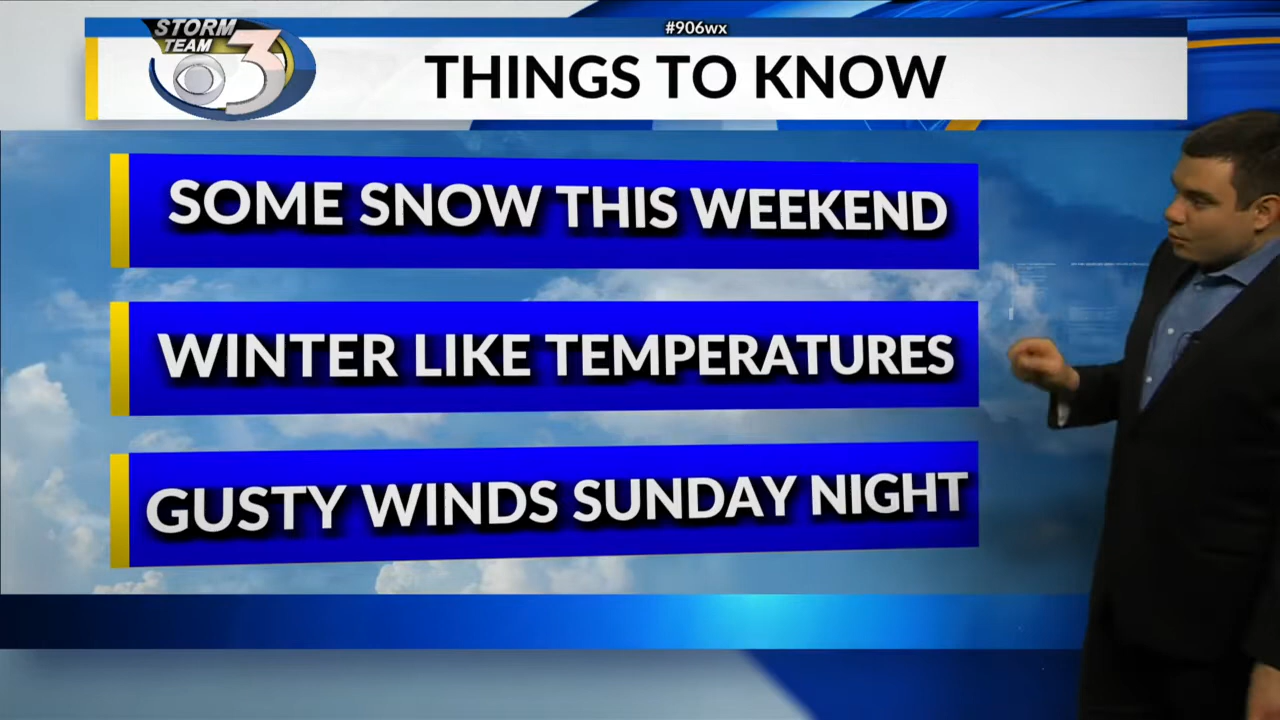 #906wx
STORM
TEAM
3
THINGS TO KNOW
SOME SNOW THIS WEEKEND
WINTER LIKE TEMPERATURES
GUSTY WINDS SUNDAY NIGHT